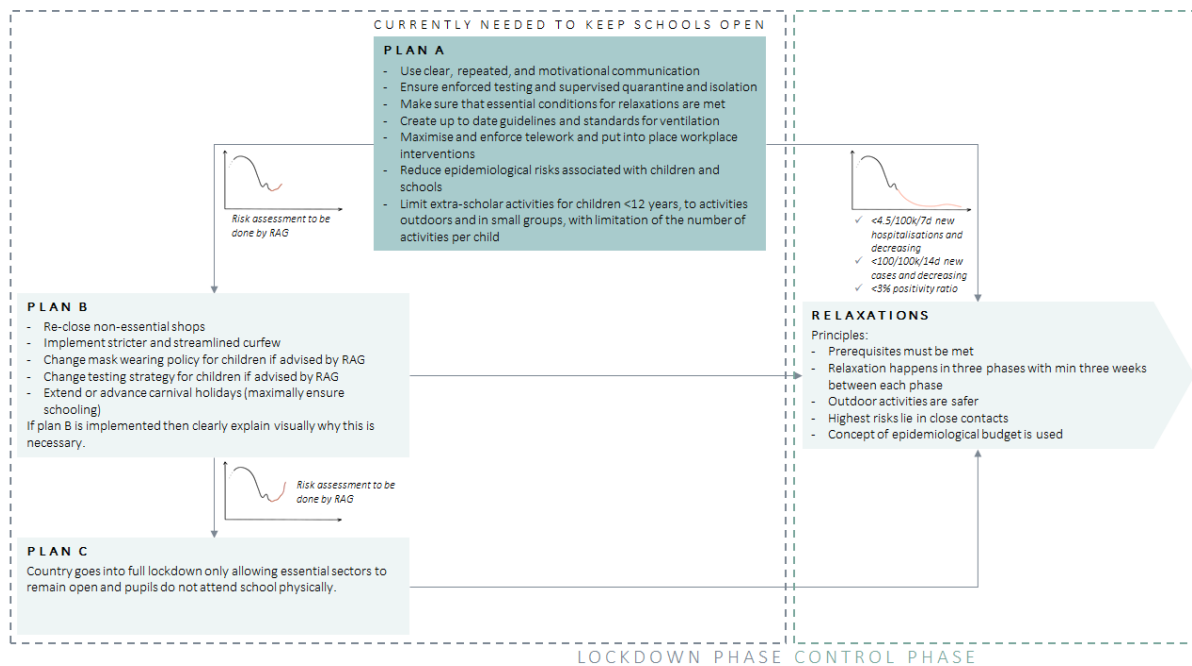 CURRENTLY NEEDED TO KEEP SCHOOLS OPEN
PLAN A
- Use clear, repeated, and motivational communication
- Ensure enforced testing and supervised quarantine and isolation
- Make sure that essential conditions for relaxations are met
- Create up to date guidelines and standards for ventilation
- Maximise and enforce telework and put into place workplace
interventions
- Reduce epidemiological risks associated with children and
schools
- Limit extra-scholar activities for children <12 years, to activities
outdoors and in small groups, with limitation of the number of
activities per child
Risk assessment to be
done by RAG
✓ <4.5/100k/7d new
hospitalisations and
decreasing
✓ <100/100k/14d new
cases and decreasing
✓ <3% positivity ratio
PLAN B
- Re-close non-essential shops
- Implement stricter and streamlined curfew
- Change mask wearing policy for children if advised by RAG
- Change testing strategy for children if advised by RAG
- Extend or advance carnival holidays (maximally ensure
schooling)
If plan B is implemented then clearly explain visually why this is
necessary.
RELAXATIONS
Principles:
- Prerequisites must be met
- Relaxation happens in three phases with min three weeks
between each phase
- Outdoor activities are safer
- Highest risks lie in close contacts
- Concept of epidemiological budget is used
Risk assessment to be
done by RAG
PLAN C
Country goes into full lockdown only allowing essential sectors to
remain open and pupils do not attend school physically.
LOCKDOWN PHASE CONTROL PHASE